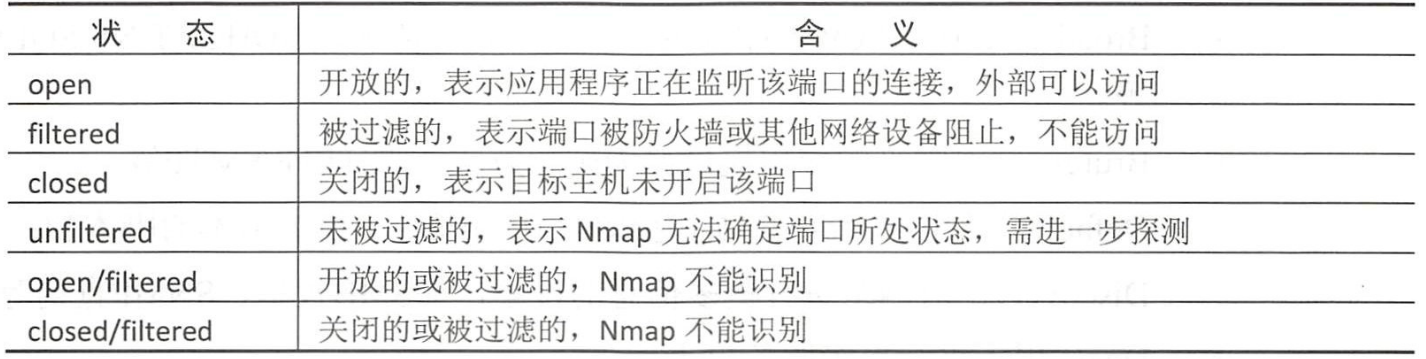 状 态 含 义
open 开放的，表示应用程序正在监听该端口的连接，外部可以访问
filtered 被过滤的，表示端口被防火墙或其他网络设备阻止，不能访问
closed 关闭的，表示目标主机未开启该端口
unfiltered 未被过滤的，表示 Nmap 无法确定端口所处状态，需进一步探测
open/filtered 开放的或被过滤的，Nmap 不能识别
closed/filtered 关闭的或被过滤的，Nmap 不能识别